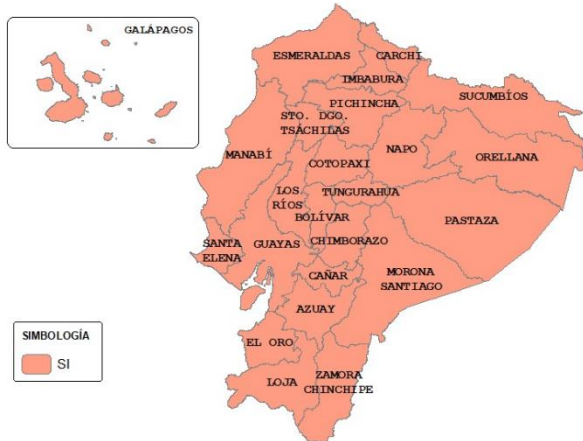 GALÁPAGOS
ESMERALDAS
CARCHI
IMBABURA
SUCUMBÍOS
PICHINCHA
STO. DGO.
TSÁCHILAS
NAPO
ORELLANA
MANABÍ
COTOPAXI
LOS
RÍOS
TUNGURAHUA
BOLÍVAR
PASTAZA
SANTA
ELENA
GUAYAS
CHIMBORAZO
CAÑAR
MORONA
SANTIAGO
AZUAY
EL ORO
LOJA
ZAMORA
CHINCHIPE
SIMBOLOGÍA
SI